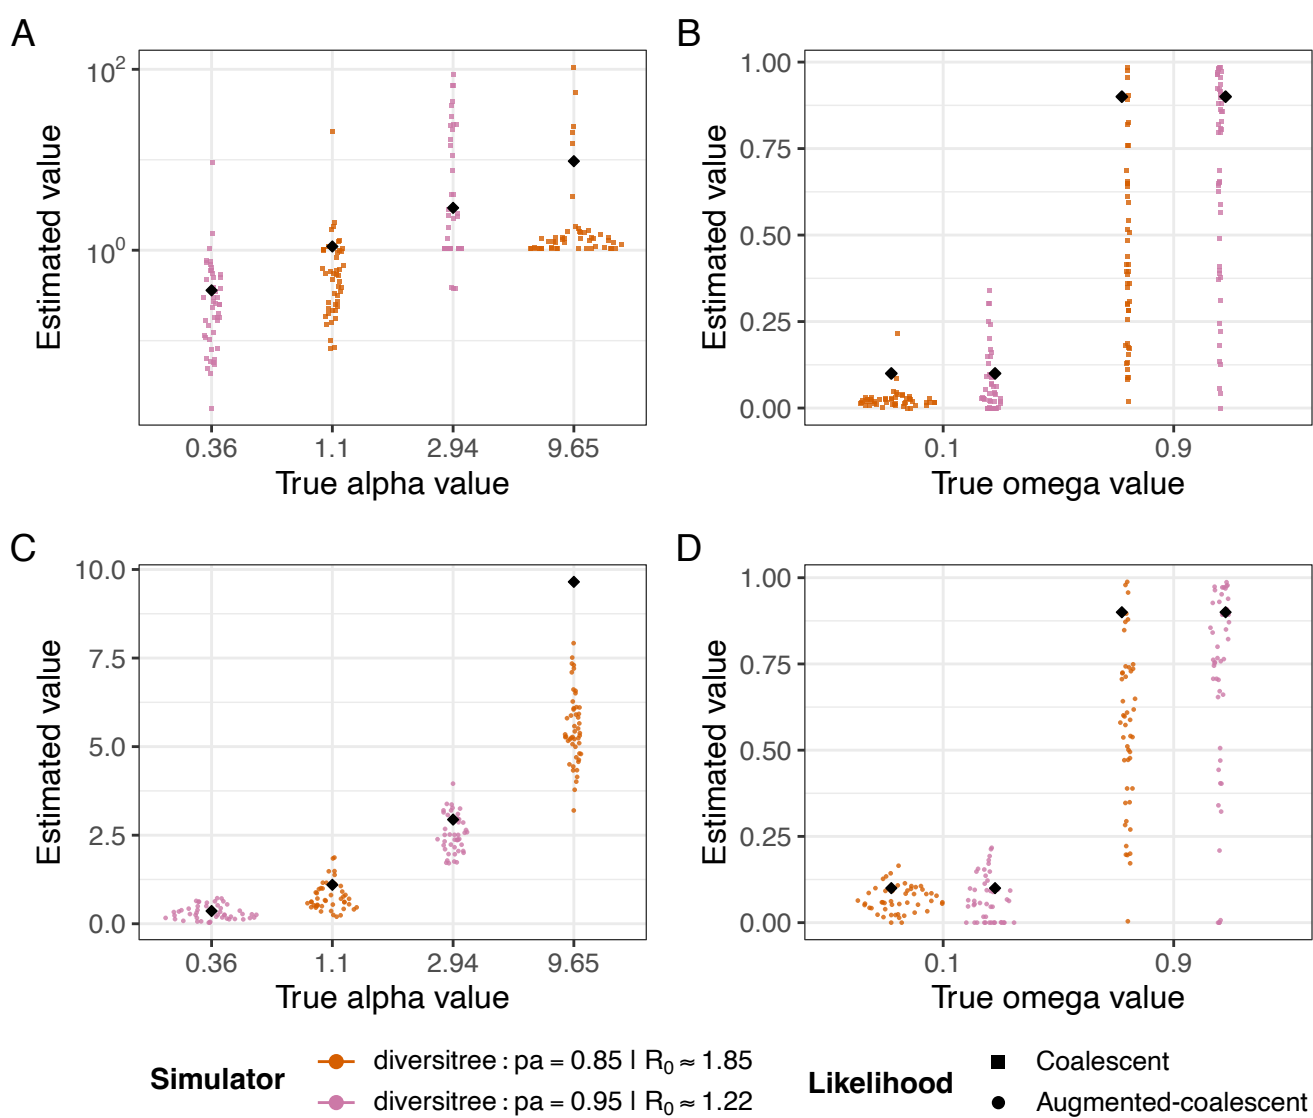 A
Estimated value
10²
10⁰
0.36 1.1 2.94 9.65
True alpha value
B
Estimated value
1.00
0.75
0.50
0.25
0.00
0.1 0.9
True omega value
C
Estimated value
10.0
7.5
5.0
2.5
0.0
0.36 1.1 2.94 9.65
True alpha value
D
Estimated value
1.00
0.75
0.50
0.25
0.00
0.1 0.9
True omega value
Simulator
diversitree : pa = 0.85 | R₀ ≈ 1.85
diversitree : pa = 0.95 | R₀ ≈ 1.22
Likelihood
Coalescent
Augmented-coalescent